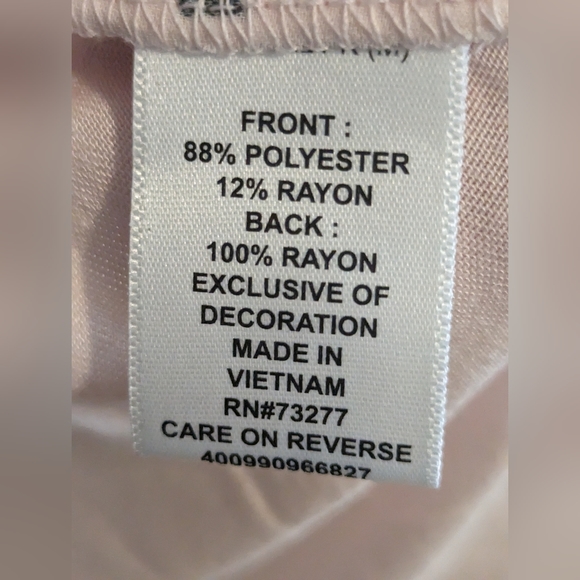 (M)
FRONT :
88% POLYESTER
12% RAYON
BACK :
100% RAYON
EXCLUSIVE OF
DECORATION
MADE IN
VIETNAM
RN#73277
CARE ON REVERSE
400990966827